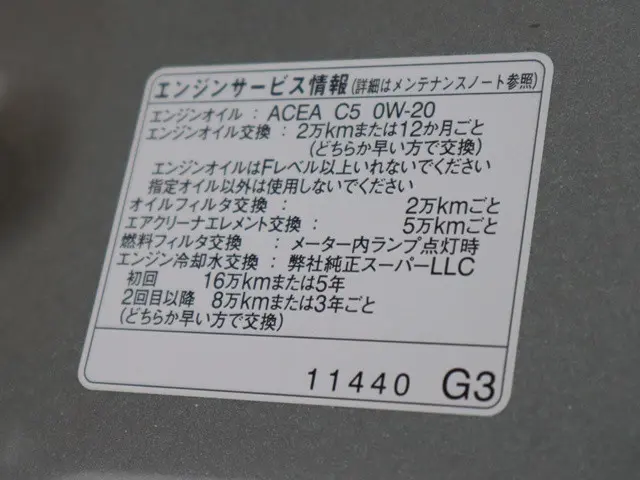 エンジンサービス情報(詳細はメンテナンスノート参照)
エンジンオイル : ACEA C5 0W-20
エンジンオイル交換 : 2万kmまたは12か月ごと
(どちらか早い方で交換)
エンジンオイルはFレベル以上いれないでください
指定オイル以外は使用しないでください
オイルフィルタ交換 : 2万kmごと
エアクリーナエレメント交換 : 5万kmごと
燃料フィルタ交換 : メーター内ランプ点灯時
エンジン冷却水交換 : 弊社純正スーパーLLC
初回 16万kmまたは5年
2回目以降 8万kmまたは3年ごと
(どちらか早い方で交換)
11440 G3